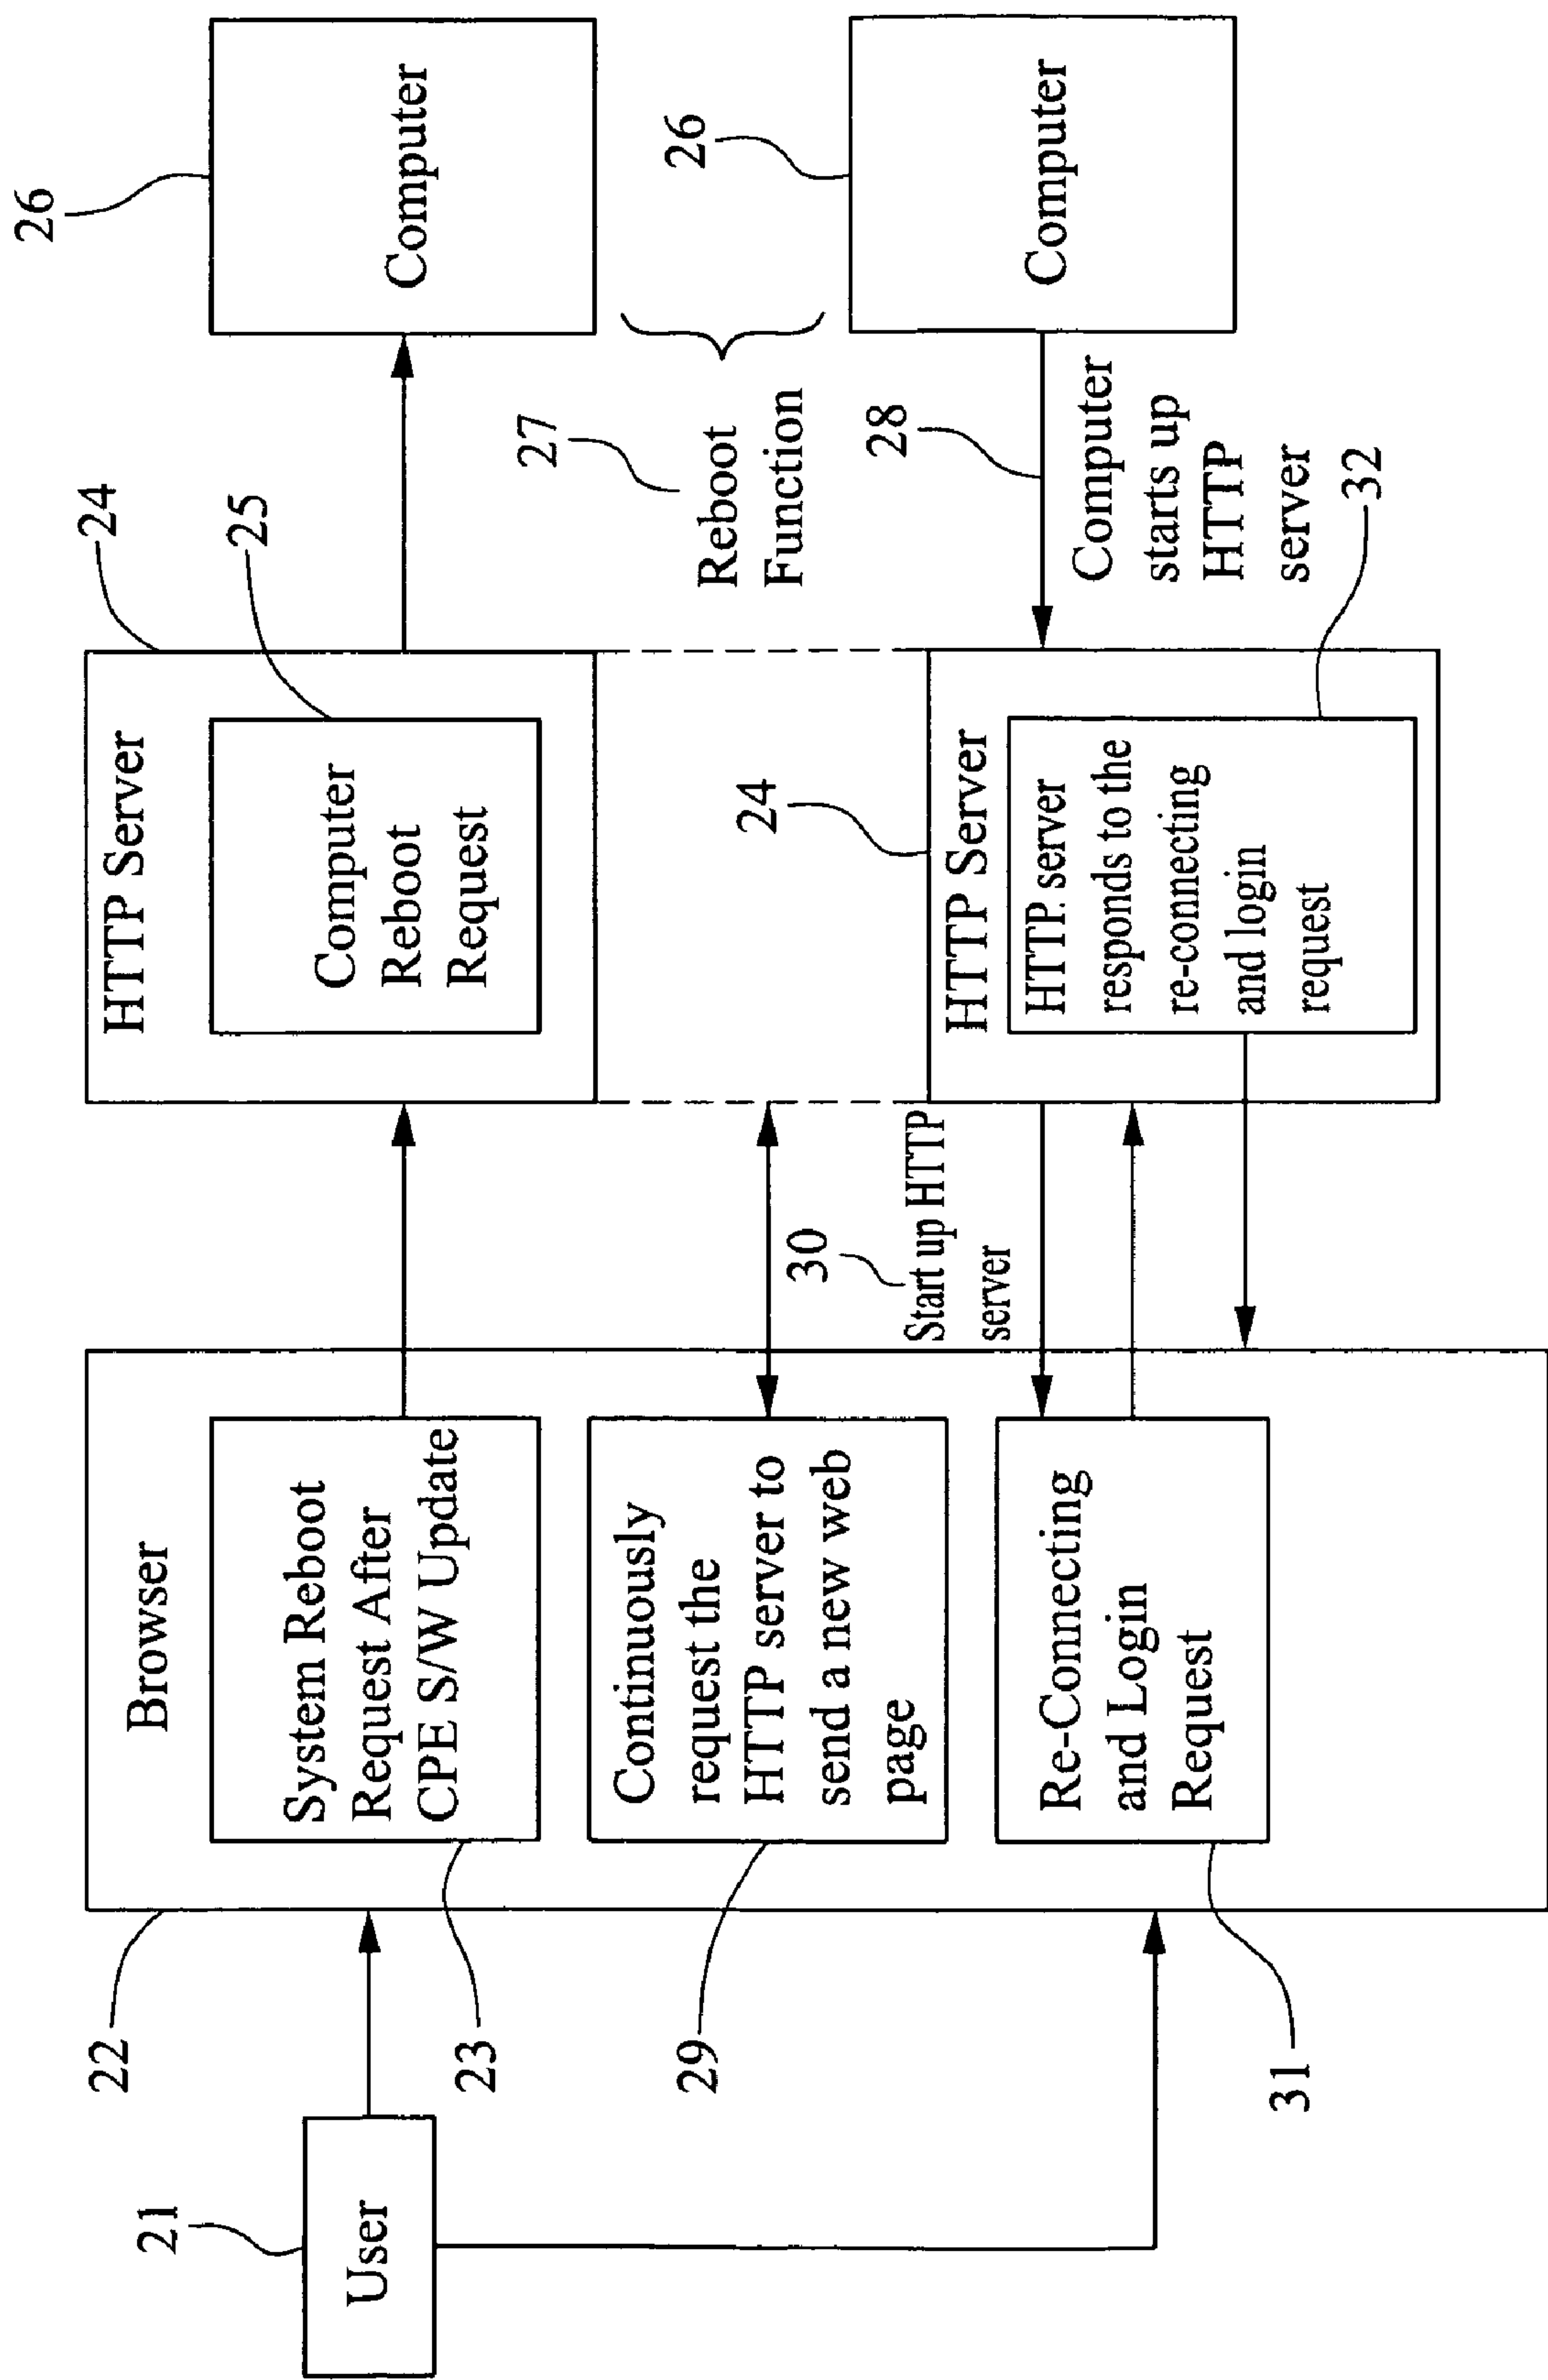 21
User
22
Browser
23
System Reboot
Request After
CPE S/W Update
29
Continuously
request the
HTTP server to
send a new web
page
31
Re-Connecting
and Login
Request
30
Start up HTTP
server
24
HTTP Server
25
Computer
Reboot
Request
24
HTTP Server
HTTP. server
responds to the
re-connecting
and login
request
32
27
Reboot
Function
28
Computer
starts up
HTTP
server
26
Computer
26
Computer